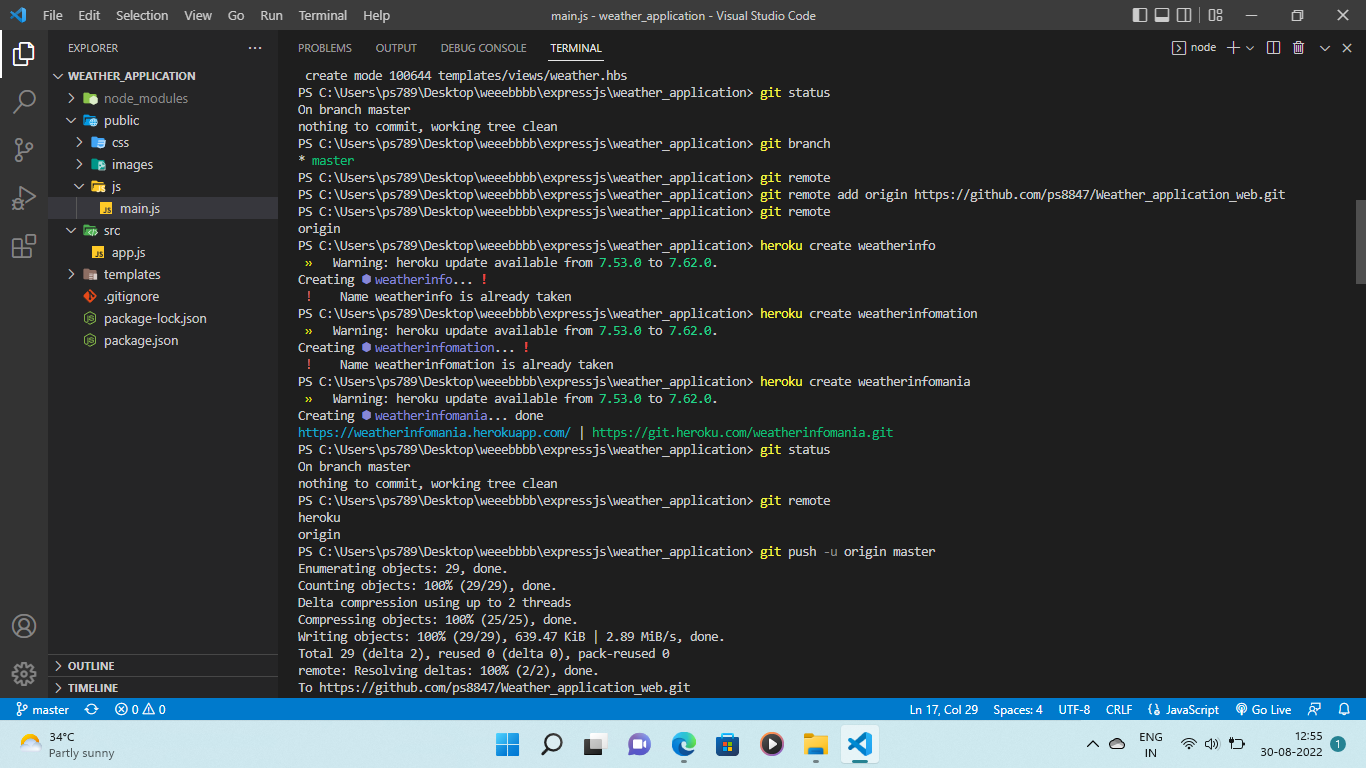 File Edit Selection View Go Run Terminal Help
main.js - weather_application - Visual Studio Code
EXPLORER
WEATHER_APPLICATION
node_modules
public
css
images
js
main.js
src
app.js
templates
.gitignore
package-lock.json
package.json
OUTLINE
TIMELINE
PROBLEMS OUTPUT DEBUG CONSOLE TERMINAL
node
create mode 100644 templates/views/weather.hbs
PS C:\Users\ps789\Desktop\weeebbbb\expressjs\weather_application> git status
On branch master
nothing to commit, working tree clean
PS C:\Users\ps789\Desktop\weeebbbb\expressjs\weather_application> git branch
* master
PS C:\Users\ps789\Desktop\weeebbbb\expressjs\weather_application> git remote
PS C:\Users\ps789\Desktop\weeebbbb\expressjs\weather_application> git remote add origin https://github.com/ps8847/Weather_application_web.git
PS C:\Users\ps789\Desktop\weeebbbb\expressjs\weather_application> git remote
origin
PS C:\Users\ps789\Desktop\weeebbbb\expressjs\weather_application> heroku create weatherinfo
» Warning: heroku update available from 7.53.0 to 7.62.0.
Creating ⬢ weatherinfo... !
! Name weatherinfo is already taken
PS C:\Users\ps789\Desktop\weeebbbb\expressjs\weather_application> heroku create weatherinfomation
» Warning: heroku update available from 7.53.0 to 7.62.0.
Creating ⬢ weatherinfomation... !
! Name weatherinfomation is already taken
PS C:\Users\ps789\Desktop\weeebbbb\expressjs\weather_application> heroku create weatherinfomania
» Warning: heroku update available from 7.53.0 to 7.62.0.
Creating ⬢ weatherinfomania... done
https://weatherinfomania.herokuapp.com/ | https://git.heroku.com/weatherinfomania.git
PS C:\Users\ps789\Desktop\weeebbbb\expressjs\weather_application> git status
On branch master
nothing to commit, working tree clean
PS C:\Users\ps789\Desktop\weeebbbb\expressjs\weather_application> git remote
heroku
origin
PS C:\Users\ps789\Desktop\weeebbbb\expressjs\weather_application> git push -u origin master
Enumerating objects: 29, done.
Counting objects: 100% (29/29), done.
Delta compression using up to 2 threads
Compressing objects: 100% (25/25), done.
Writing objects: 100% (29/29), 639.47 KiB | 2.89 MiB/s, done.
Total 29 (delta 2), reused 0 (delta 0), pack-reused 0
remote: Resolving deltas: 100% (2/2), done.
To https://github.com/ps8847/Weather_application_web.git
master 0 0 Ln 17, Col 29 Spaces: 4 UTF-8 CRLF JavaScript Go Live
34°C
Partly sunny
ENG
IN
12:55
30-08-2022
1